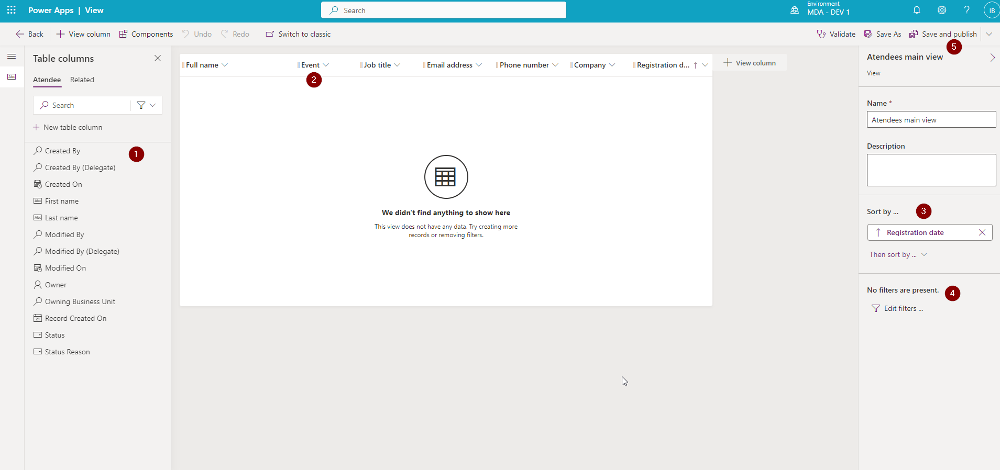 Power Apps | View
Search
Environment
MDA - DEV 1
IB
Back
View column
Components
Undo
Redo
Switch to classic
Validate
Save As
Save and publish
5
Table columns
Atendee
Related
Search
New table column
Created By
1
Created By (Delegate)
Created On
Abc First name
Abc Last name
Modified By
Modified By (Delegate)
Modified On
Owner
Owning Business Unit
21 Record Created On
Status
Status Reason
Abc
Full name
Event
Job title
Email address
Phone number
Company
Registration d...
View column
2
We didn't find anything to show here
This view does not have any data. Try creating more
records or removing filters.
Atendees main view
View
Name *
Atendees main view
Description
Sort by ...
3
Registration date
Then sort by ...
No filters are present.
4
Edit filters ...